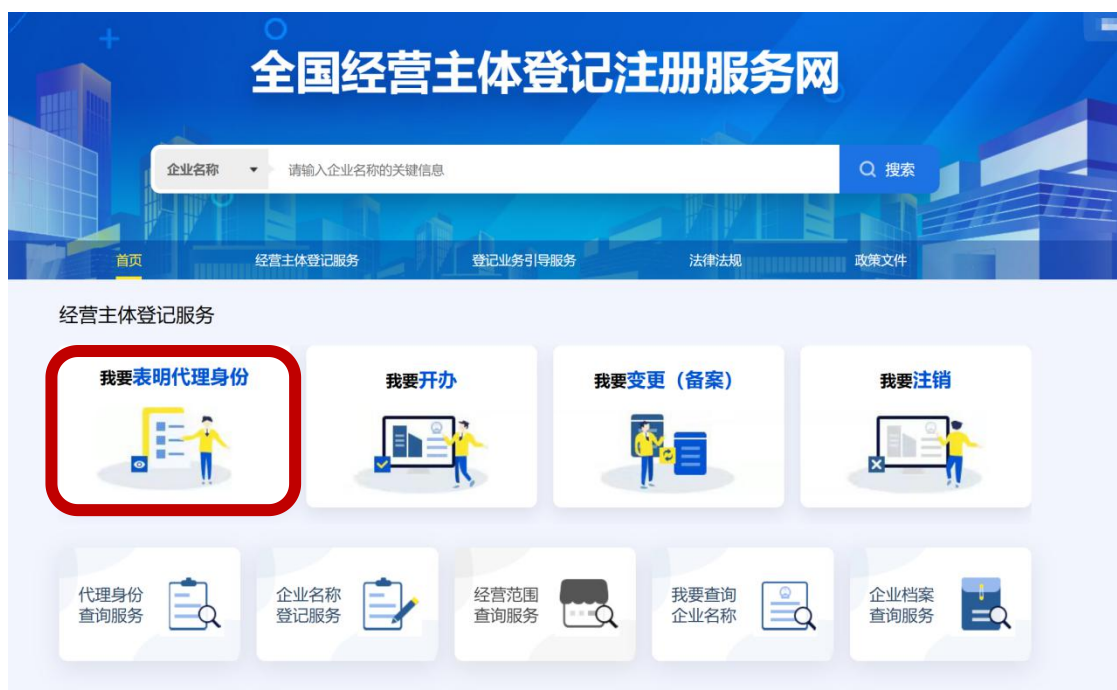 全国经营主体登记注册服务网
企业名称 请输入企业名称的关键信息 搜索
首页 经营主体登记服务 登记业务引导服务 法律法规 政策文件
经营主体登记服务
我要表明代理身份 我要开办 我要变更（备案） 我要注销
代理身份
查询服务
企业名称
登记服务
经营范围
查询服务
我要查询
企业名称
企业档案
查询服务